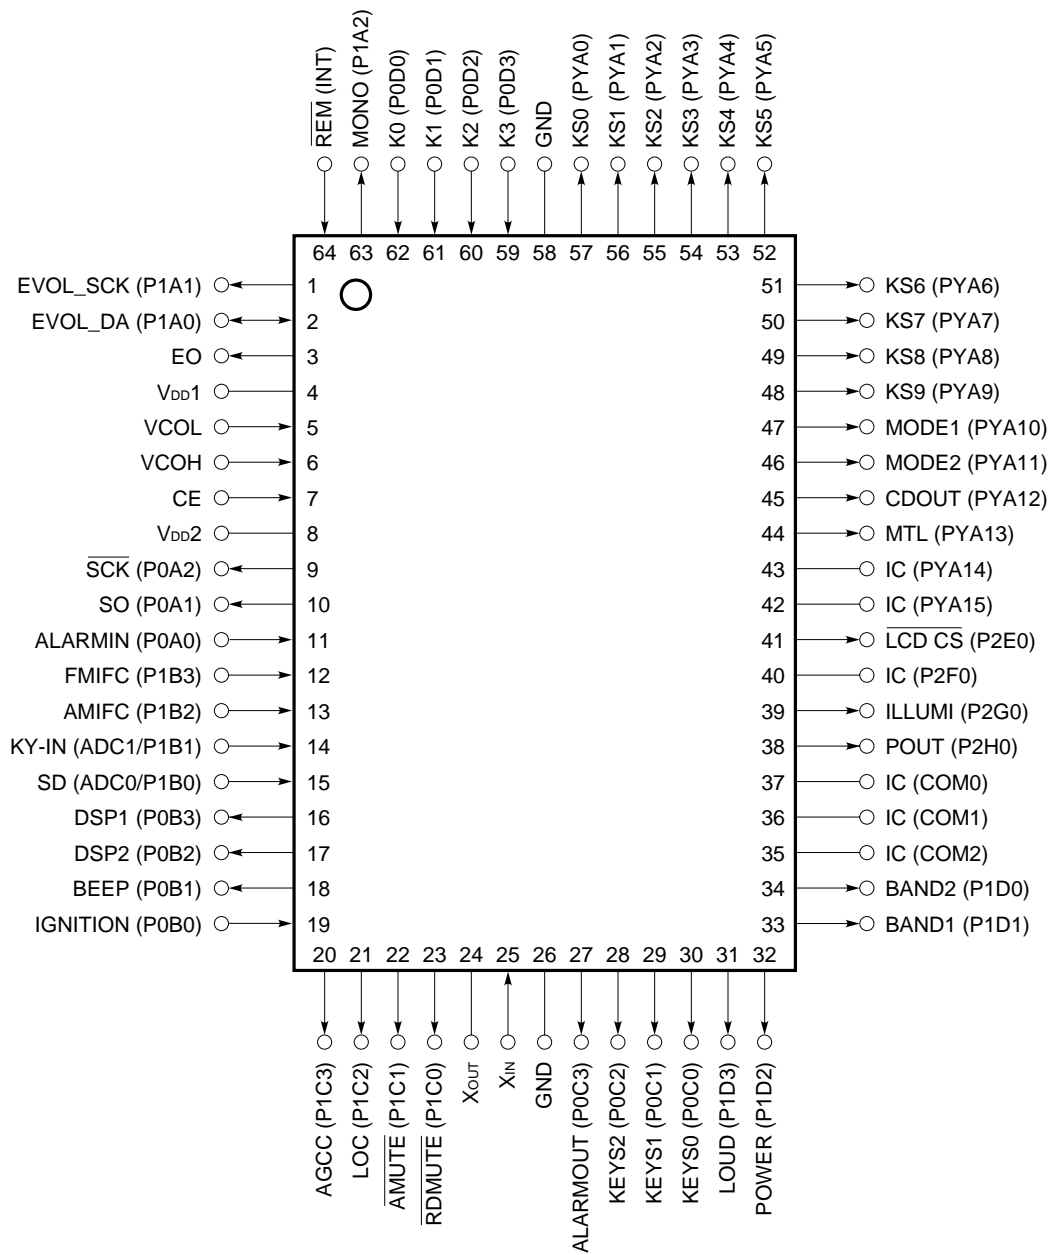 REM (INT)
MONO (P1A2)
K0 (P0D0)
K1 (P0D1)
K2 (P0D2)
K3 (P0D3)
GND
KS0 (PYA0)
KS1 (PYA1)
KS2 (PYA2)
KS3 (PYA3)
KS4 (PYA4)
KS5 (PYA5)
64 63 62 61 60 59 58 57 56 55 54 53 52
EVOL_SCK (P1A1) 1 51 KS6 (PYA6)
EVOL_DA (P1A0) 2 50 KS7 (PYA7)
EO 3 49 KS8 (PYA8)
VDD1 4 48 KS9 (PYA9)
VCOL 5 47 MODE1 (PYA10)
VCOH 6 46 MODE2 (PYA11)
CE 7 45 CDOUT (PYA12)
VDD2 8 44 MTL (PYA13)
SCK (P0A2) 9 43 IC (PYA14)
SO (P0A1) 10 42 IC (PYA15)
ALARMIN (P0A0) 11 41 LCD CS (P2E0)
FMIFC (P1B3) 12 40 IC (P2F0)
AMIFC (P1B2) 13 39 ILLUMI (P2G0)
KY-IN (ADC1/P1B1) 14 38 POUT (P2H0)
SD (ADC0/P1B0) 15 37 IC (COM0)
DSP1 (P0B3) 16 36 IC (COM1)
DSP2 (P0B2) 17 35 IC (COM2)
BEEP (P0B1) 18 34 BAND2 (P1D0)
IGNITION (P0B0) 19 33 BAND1 (P1D1)
20 21 22 23 24 25 26 27 28 29 30 31 32
AGCC (P1C3)
LOC (P1C2)
AMUTE (P1C1)
RDMUTE (P1C0)
XOUT
XIN
GND
ALARMOUT (P0C3)
KEYS2 (P0C2)
KEYS1 (P0C1)
KEYS0 (P0C0)
LOUD (P1D3)
POWER (P1D2)